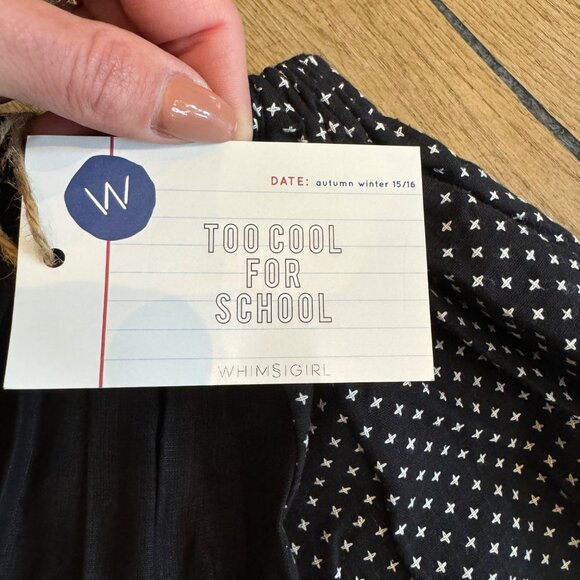 W
DATE: autumn winter 15/16
TOO COOL
FOR
SCHOOL
WHIMSIGIRL